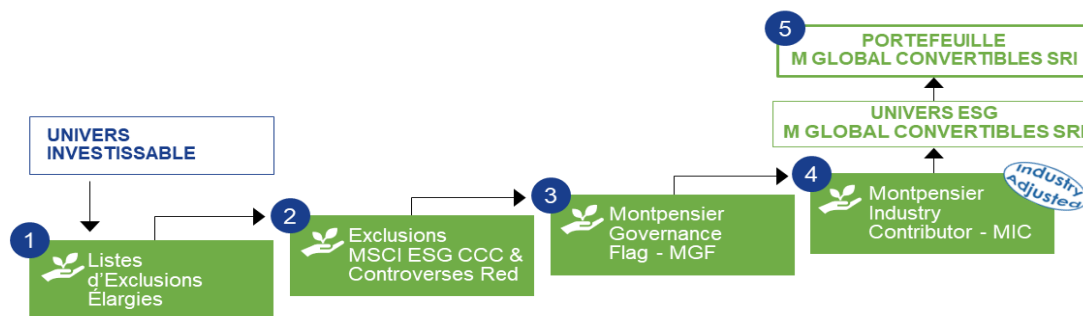 5
PORTEFEUILLE
M GLOBAL CONVERTIBLES SRI
UNIVERS ESG
M GLOBAL CONVERTIBLES SRI
UNIVERS
INVESTISSABLE
1
Listes
d'Exclusions
Élargies
2
Exclusions
MSCI ESG CCC &
Controverses Red
3
Montpensier
Governance
Flag - MGF
4
Montpensier
Industry
Contributor - MIC
Industry
Adjusted